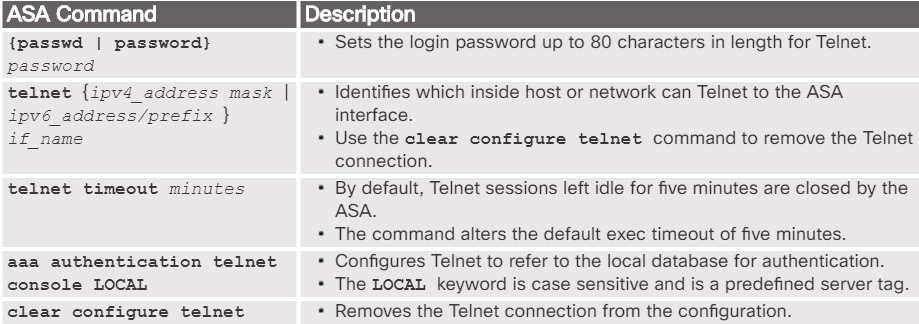 ASA Command
Description
{passwd | password}
password
• Sets the login password up to 80 characters in length for Telnet.
telnet {ipv4_address mask |
ipv6_address/prefix }
if_name
• Identifies which inside host or network can Telnet to the ASA
interface.
• Use the clear configure telnet command to remove the Telnet
connection.
telnet timeout minutes
• By default, Telnet sessions left idle for five minutes are closed by the
ASA.
• The command alters the default exec timeout of five minutes.
aaa authentication telnet
console LOCAL
• Configures Telnet to refer to the local database for authentication.
• The LOCAL keyword is case sensitive and is a predefined server tag.
clear configure telnet
• Removes the Telnet connection from the configuration.